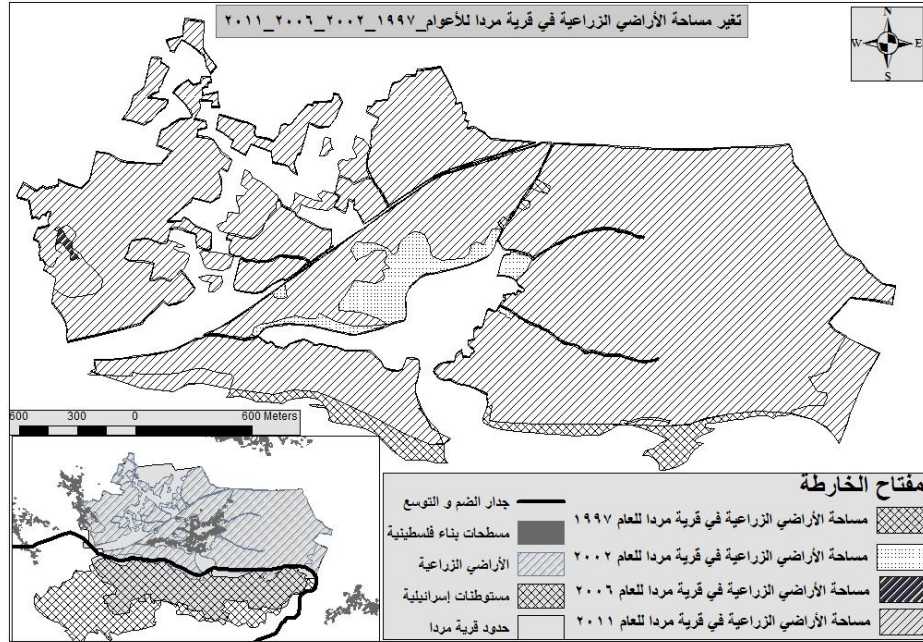 تغير مساحة الأراضي الزراعية في قرية مردا للأعوام_١٩٩٧_٢٠٠٢_٢٠٠٦_٢٠١١
N
W E
S
600 300 0 600 Meters
مفتاح الخارطة
مساحة الأراضي الزراعية في قرية مردا للعام ١٩٩٧
مساحة الأراضي الزراعية في قرية مردا للعام ٢٠٠٢
مساحة الأراضي الزراعية في قرية مردا للعام ٢٠٠٦
مساحة الأراضي الزراعية في قرية مردا للعام ٢٠١١
جدار الضم و التوسع
مسطحات بناء فلسطينية
الأراضي الزراعية
مستوطنات إسرائيلية
حدود قرية مردا